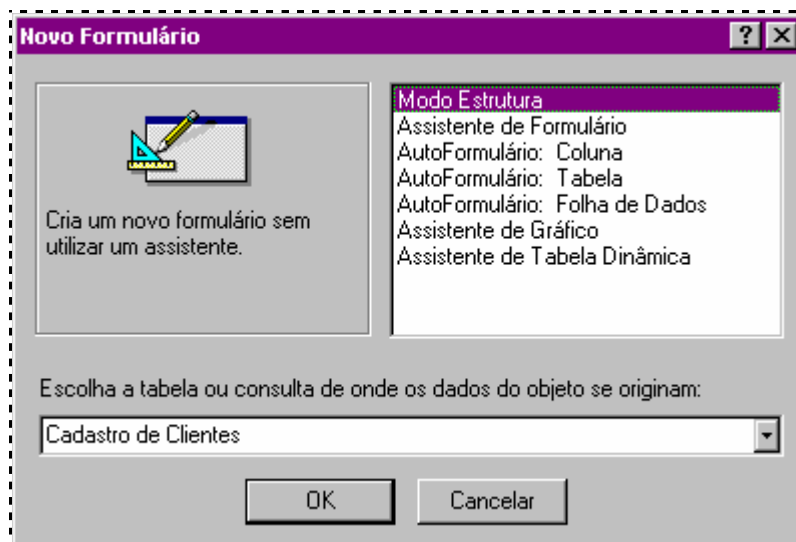 Novo Formulário
Modo Estrutura
Assistente de Formulário
AutoFormulário: Coluna
AutoFormulário: Tabela
AutoFormulário: Folha de Dados
Assistente de Gráfico
Assistente de Tabela Dinâmica
Cria um novo formulário sem
utilizar um assistente.
Escolha a tabela ou consulta de onde os dados do objeto se originam:
Cadastro de Clientes
OK
Cancelar